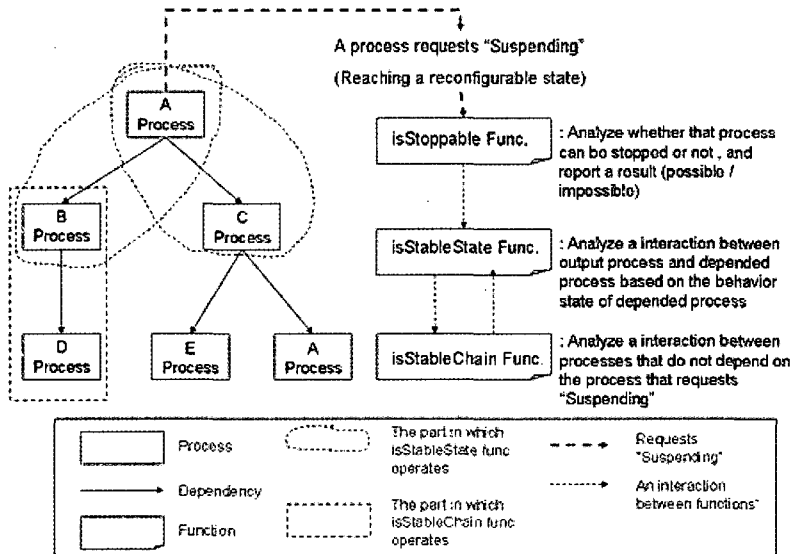 A process requests "Suspending"
(Reaching a reconfigurable state)
A
Process
B
Process
C
Process
D
Process
E
Process
A
Process
isStoppable Func.
: Analyze whether that process
can be stopped or not , and
report a result (possible /
impossible)
isStableState Func.
: Analyze a interaction between
output process and depended
process based on the behavior
state of depended process
isStableChain Func.
: Analyze a interaction between
processes that do not depend on
the process that requests
"Suspending"
Process
Dependency
Function
The part in which
isStableState func
operates
The part in which
isStableChain func
operates
Requests
"Suspending"
An interaction
between functions"